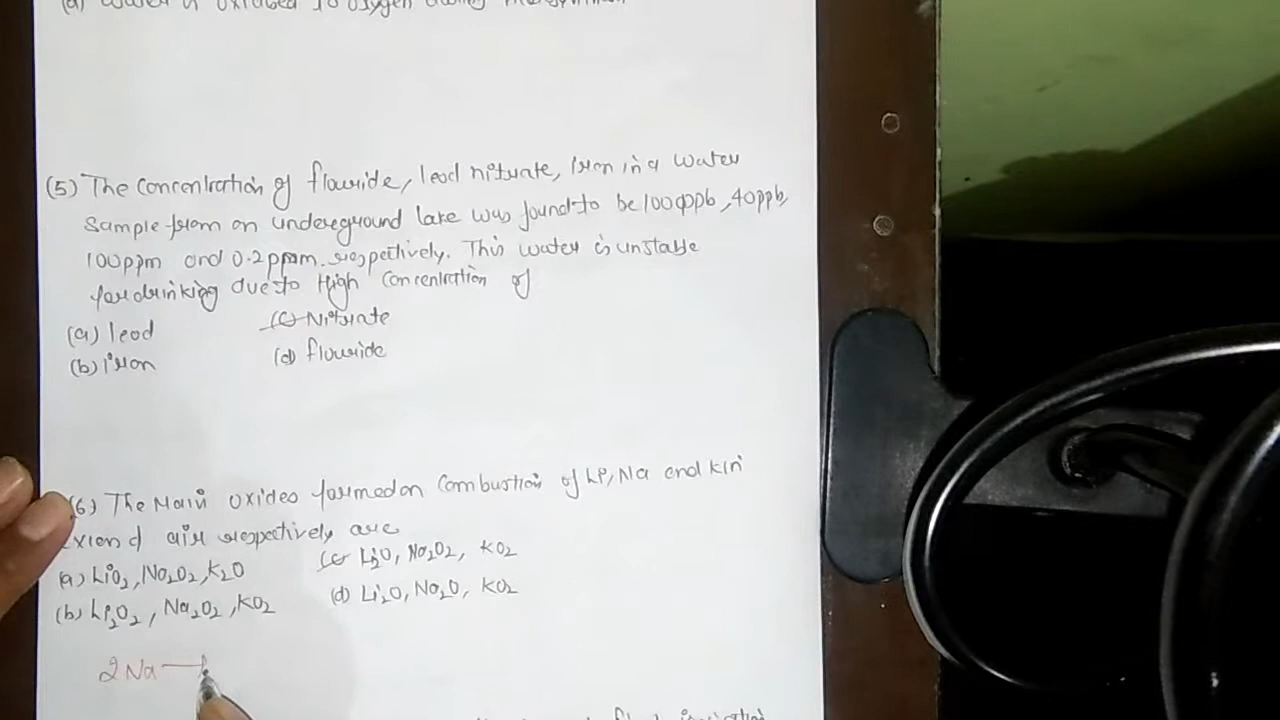 (5) The concentration of flouride, lead nitrate, Iron in a water
sample from an undereground lake was found to be 1000ppb, 40ppb,
100ppm and 0.2ppm. respectively. This water is unstable
for drinking due to High Concentration of
(a) lead (c) Nitrate
(b) Iron (d) flouride
(6) The Main oxides formed on Combustion of Li, Na and K in
air respectively are
(a) LiO2, Na2O2, K2O (c) Li2O, Na2O2, KO2
(b) Li2O2, Na2O2, KO2 (d) Li2O, Na2O, KO2
2Na